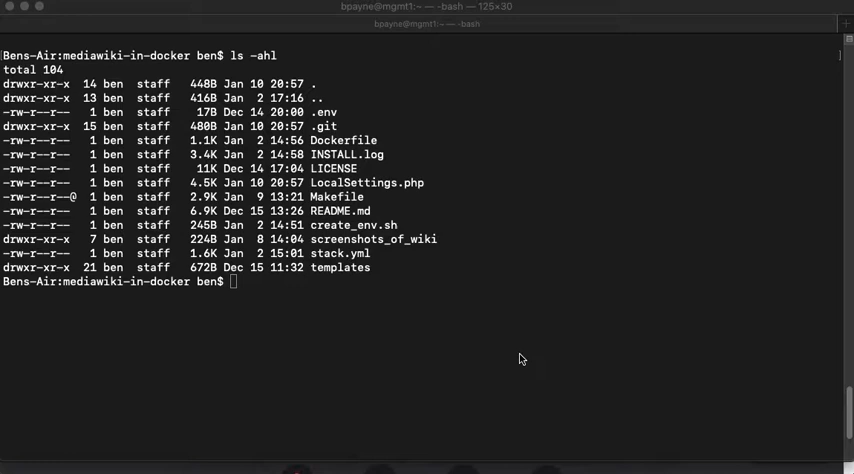 bpayne@mgmt1:~ — -bash — 125×30
bpayne@mgmt1:~ — -bash
[Bens-Air:mediawiki-in-docker ben$ ls -ahl ]
total 104
drwxr-xr-x  14 ben  staff   448B Jan 10 20:57 .
drwxr-xr-x  13 ben  staff   416B Jan  2 17:16 ..
-rw-r--r--   1 ben  staff    17B Dec 14 20:00 .env
drwxr-xr-x  15 ben  staff   480B Jan 10 20:57 .git
-rw-r--r--   1 ben  staff   1.1K Jan  2 14:56 Dockerfile
-rw-r--r--   1 ben  staff   3.4K Jan  2 14:58 INSTALL.log
-rw-r--r--   1 ben  staff    11K Dec 14 17:04 LICENSE
-rw-r--r--   1 ben  staff   4.5K Jan 10 20:57 LocalSettings.php
-rw-r--r--@  1 ben  staff   2.9K Jan  9 13:21 Makefile
-rw-r--r--   1 ben  staff   6.9K Dec 15 13:26 README.md
-rw-r--r--   1 ben  staff   245B Jan  2 14:51 create_env.sh
drwxr-xr-x   7 ben  staff   224B Jan  8 14:04 screenshots_of_wiki
-rw-r--r--   1 ben  staff   1.6K Jan  2 15:01 stack.yml
drwxr-xr-x  21 ben  staff   672B Dec 15 11:32 templates
Bens-Air:mediawiki-in-docker ben$